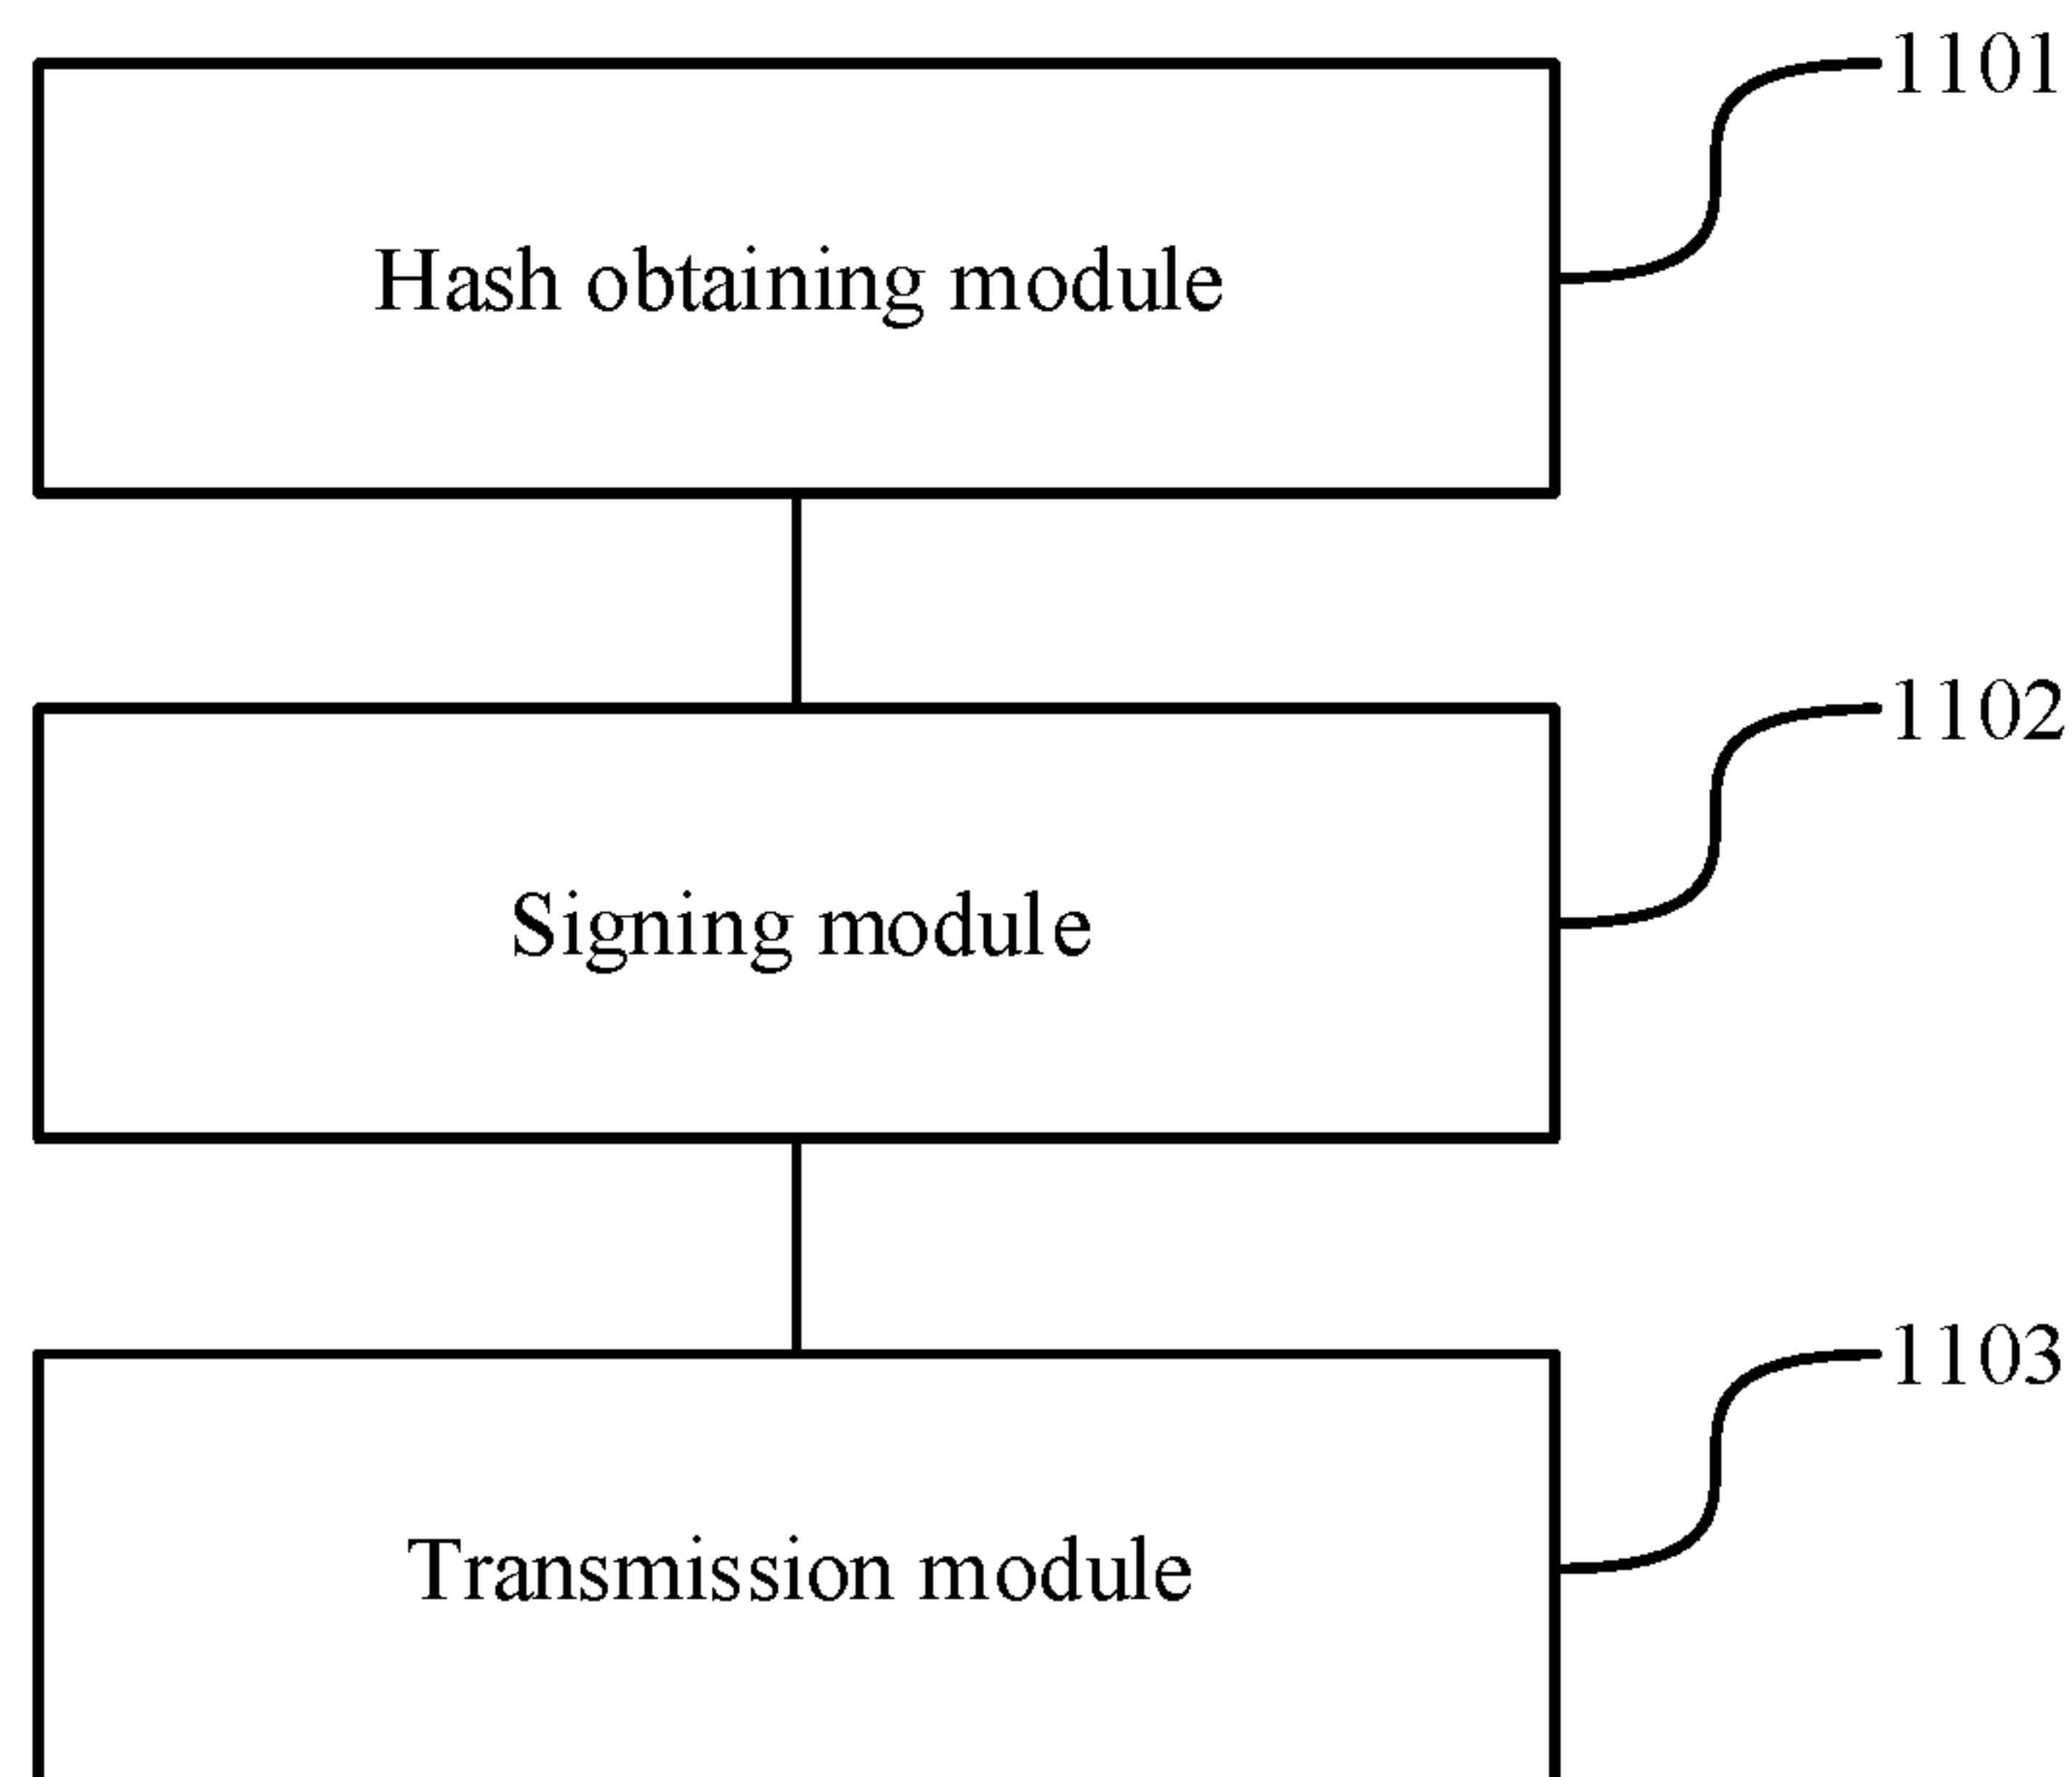 1101
Hash obtaining module
1102
Signing module
1103
Transmission module